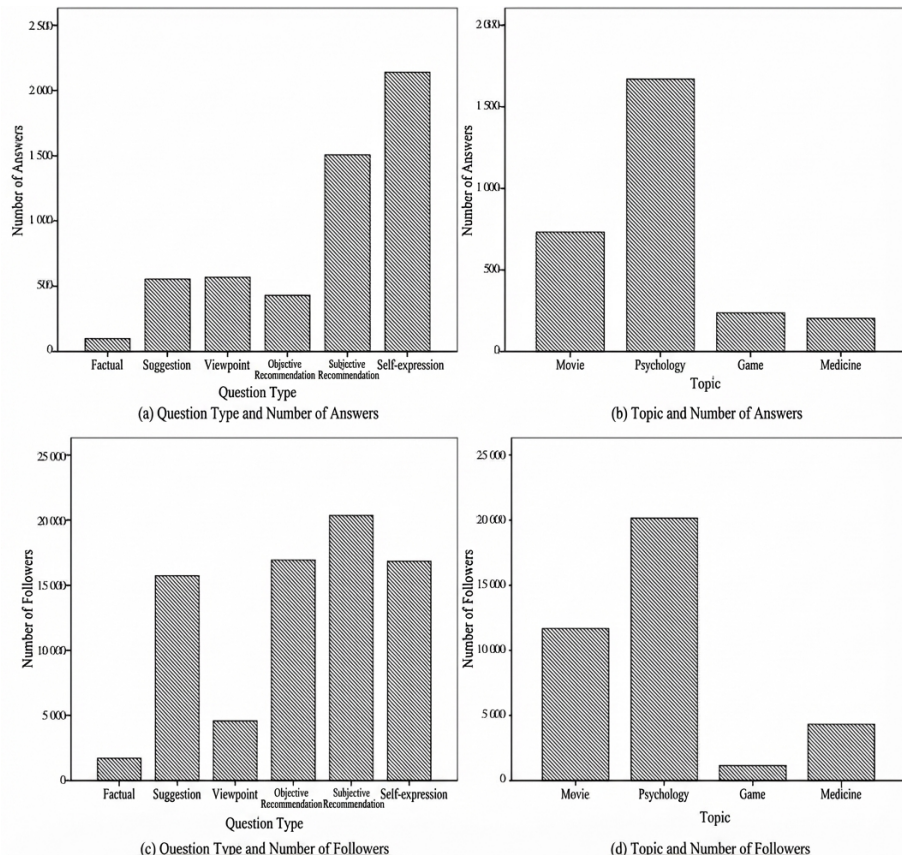 Number of Answers
2 500
2 000
1 500
1 000
500
0
Factual Suggestion Viewpoint Objective Recommendation Subjective Recommendation Self-expression
Question Type
(a) Question Type and Number of Answers
Number of Answers
2 000
1 500
1 000
500
0
Movie Psychology Game Medicine
Topic
(b) Topic and Number of Answers
Number of Followers
25 000
20 000
15 000
10 000
5 000
0
Factual Suggestion Viewpoint Objective Recommendation Subjective Recommendation Self-expression
Question Type
(c) Question Type and Number of Followers
Number of Followers
25 000
20 000
15 000
10 000
5 000
0
Movie Psychology Game Medicine
Topic
(d) Topic and Number of Followers